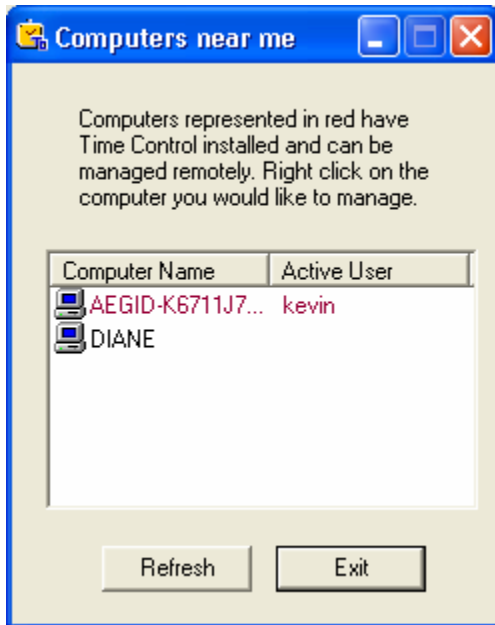 Computers near me
Computers represented in red have
Time Control installed and can be
managed remotely. Right click on the
computer you would like to manage.
Computer Name Active User
AEGID-K6711J7... kevin
DIANE
Refresh Exit